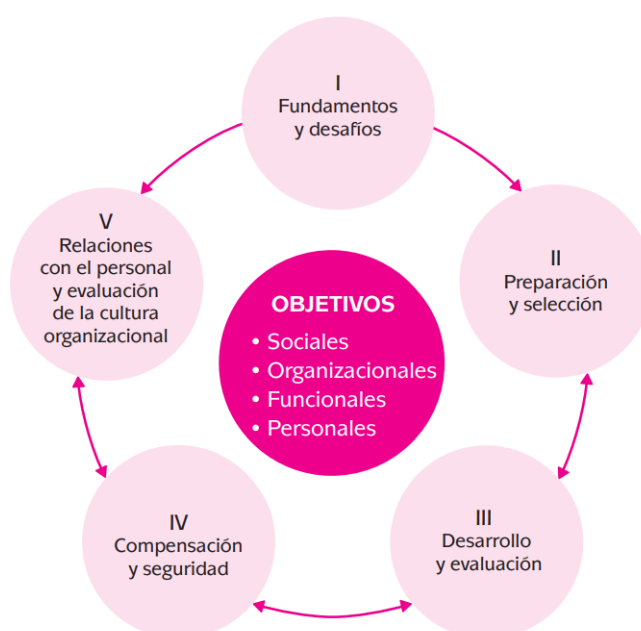 I
Fundamentos
y desafíos
II
Preparación
y selección
III
Desarrollo
y evaluación
IV
Compensación
y seguridad
V
Relaciones
con el personal
y evaluación
de la cultura
organizacional
OBJETIVOS
• Sociales
• Organizacionales
• Funcionales
• Personales